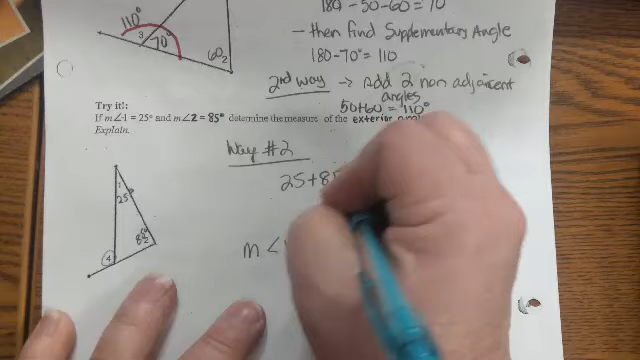 180 - 50 - 60 = 70
- then find Supplementary Angle
180 - 70° = 110
2nd way → Add 2 non adjacent
angles
50+60 = 110°
110°
3
70°
60 2
Try it!:
If m∠1 = 25° and m∠2 = 85° determine the measure of the exterior
Explain.
Way #2
25+85
m∠
1
25°
85°
2
4